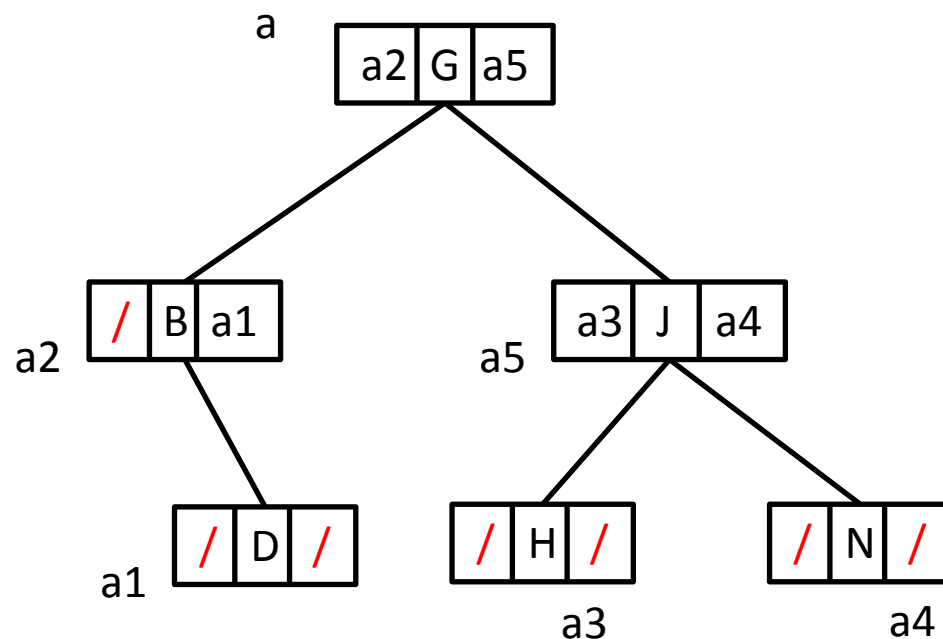 a
a2 G a5
/ B a1
a3 J a4
a2
a5
/ D /
/ H /
/ N /
a1
a3
a4